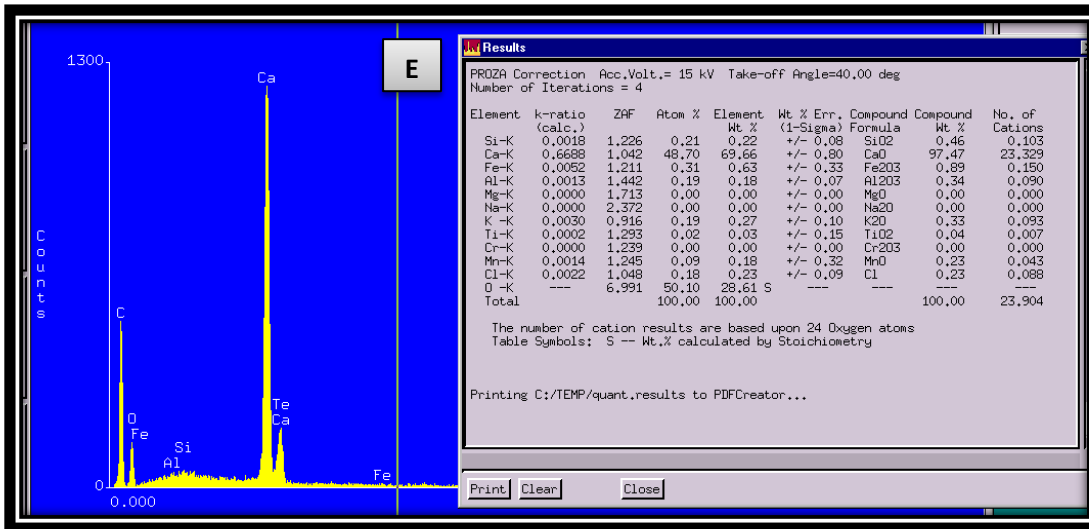 1300
E
Ca
C
O
Fe
Si
Al
Te
Ca
Fe
0
0.000
Counts
Results
PROZA Correction Acc.Volt.= 15 kV Take-off Angle=40.00 deg
Number of Iterations = 4
Element k-ratio ZAF Atom % Element Wt % Err. Compound Compound No. of
(calc.) Wt % (1-Sigma) Formula Wt % Cations
Si-K 0.0018 1.226 0.21 0.22 +/- 0.08 SiO2 0.46 0.103
Ca-K 0.6688 1.042 48.70 69.66 +/- 0.80 CaO 97.47 23.329
Fe-K 0.0052 1.211 0.31 0.63 +/- 0.33 Fe2O3 0.89 0.150
Al-K 0.0013 1.442 0.19 0.18 +/- 0.07 Al2O3 0.34 0.090
Mg-K 0.0000 1.713 0.00 0.00 +/- 0.00 MgO 0.00 0.000
Na-K 0.0000 2.372 0.00 0.00 +/- 0.00 Na2O 0.00 0.000
K -K 0.0030 0.916 0.19 0.27 +/- 0.10 K2O 0.33 0.093
Ti-K 0.0002 1.293 0.02 0.03 +/- 0.15 TiO2 0.04 0.007
Cr-K 0.0000 1.239 0.00 0.00 +/- 0.00 Cr2O3 0.00 0.000
Mn-K 0.0014 1.245 0.09 0.18 +/- 0.32 MnO 0.23 0.043
Cl-K 0.0022 1.048 0.18 0.23 +/- 0.09 Cl 0.23 0.088
O -K --- 6.991 50.10 28.61 S --- --- --- ---
Total 100.00 100.00 100.00 23.904
The number of cation results are based upon 24 Oxygen atoms
Table Symbols: S -- Wt.% calculated by Stoichiometry
Printing C:/TEMP/quant.results to PDFCreator...
Print Clear Close